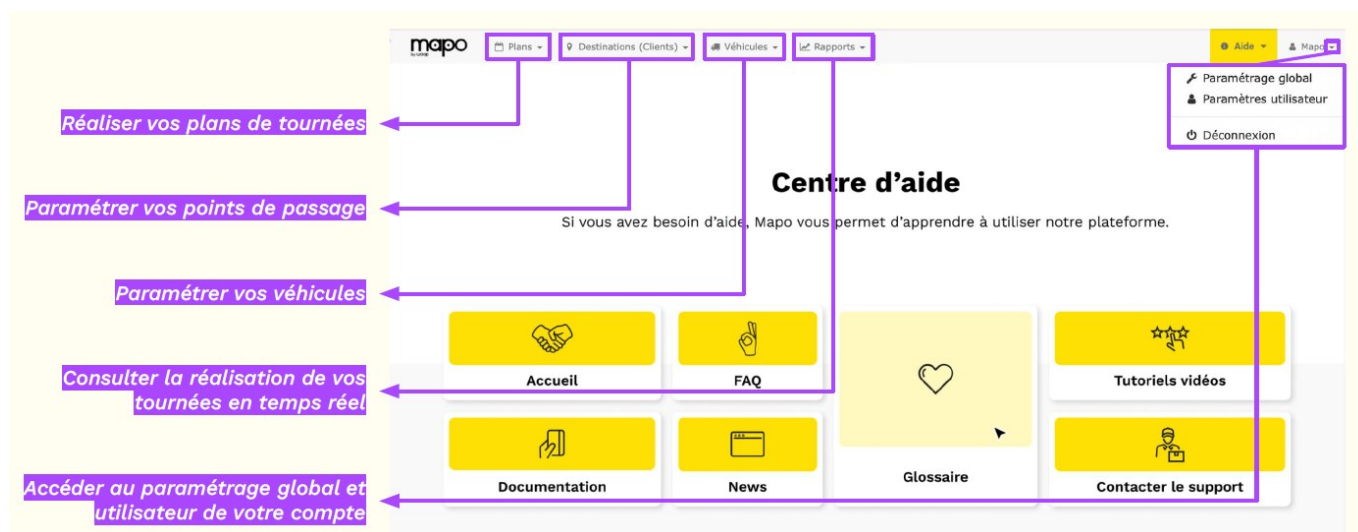 mapo
Plans
Destinations (Clients)
Véhicules
Rapports
Aide
Mapo
Paramétrage global
Paramètres utilisateur
Déconnexion
Réaliser vos plans de tournées
Centre d’aide
Paramétrer vos points de passage
Si vous avez besoin d’aide, Mapo vous permet d’apprendre à utiliser notre plateforme.
Paramétrer vos véhicules
Consulter la réalisation de vos
tournées en temps réel
Accueil
FAQ
Tutoriels vidéos
Glossaire
Documentation
News
Contacter le support
Accéder au paramétrage global et
utilisateur de votre compte